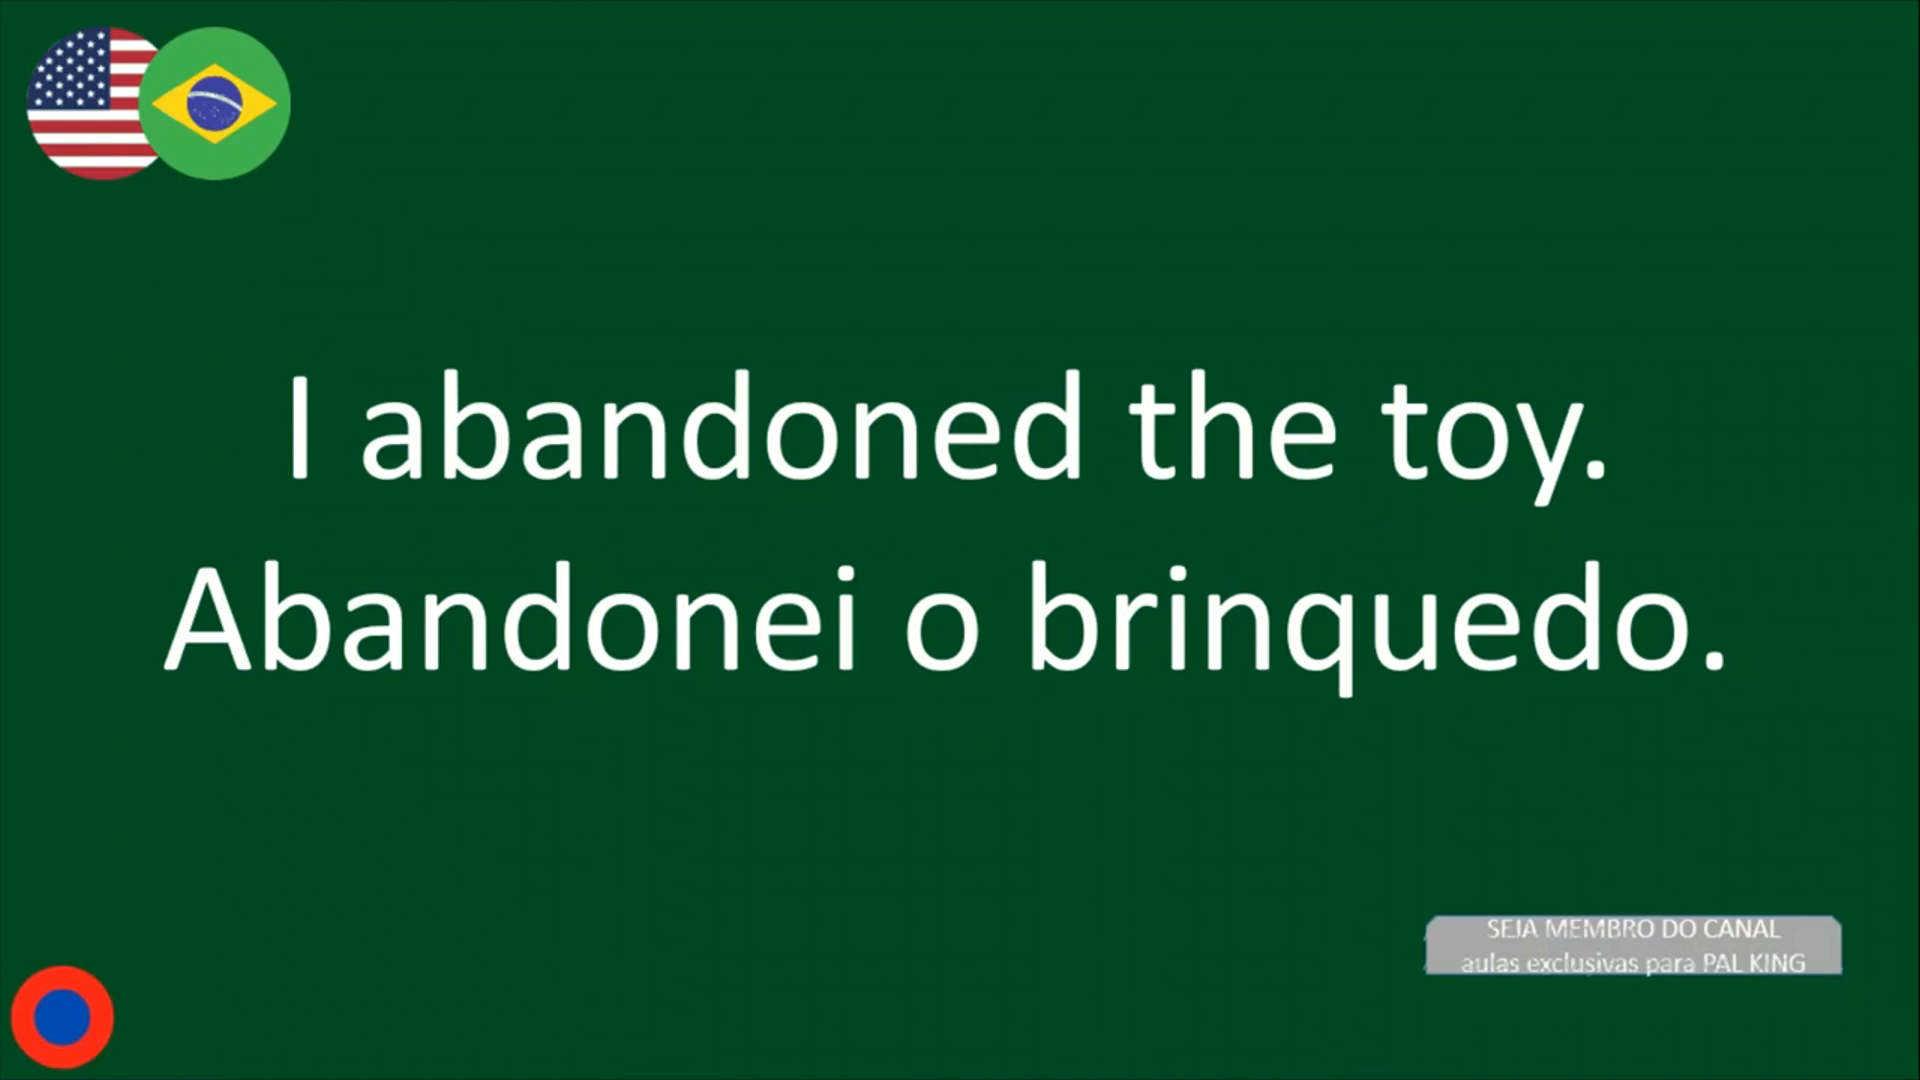 I abandoned the toy.
Abandonei o brinquedo.
SEJA MEMBRO DO CANAL
aulas exclusivas para PAL KING